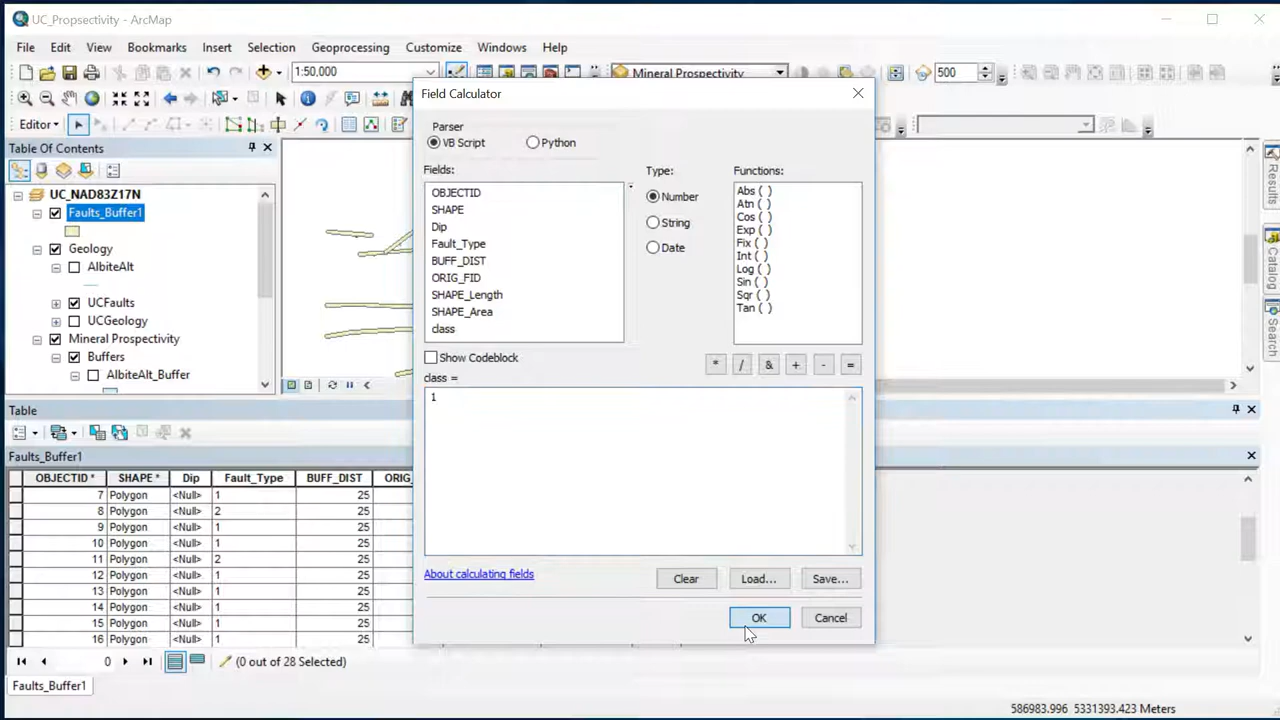 UC_Propsectivity - ArcMap
File Edit View Bookmarks Insert Selection Geoprocessing Customize Windows Help
1:50,000 Mineral Prospectivity 500
Editor
Table Of Contents
UC_NAD83Z17N
Faults_Buffer1
Geology
AlbiteAlt
UCFaults
UCGeology
Mineral Prospectivity
Buffers
AlbiteAlt_Buffer
Field Calculator
Parser
VB Script Python
Fields: Type: Functions:
OBJECTID
SHAPE
Dip
Fault_Type
BUFF_DIST
ORIG_FID
SHAPE_Length
SHAPE_Area
class
Number
String
Date
Abs ( )
Atn ( )
Cos ( )
Exp ( )
Fix ( )
Int ( )
Log ( )
Sin ( )
Sqr ( )
Tan ( )
Show Codeblock
* / & + - =
class =
1
About calculating fields
Clear Load... Save...
OK Cancel
Results
Catalog
Search
Table
Faults_Buffer1
OBJECTID * SHAPE * Dip Fault_Type BUFF_DIST ORIG_
7 Polygon <Null> 1 25
8 Polygon <Null> 2 25
9 Polygon <Null> 1 25
10 Polygon <Null> 1 25
11 Polygon <Null> 2 25
12 Polygon <Null> 1 25
13 Polygon <Null> 1 25
14 Polygon <Null> 1 25
15 Polygon <Null> 1 25
16 Polygon <Null> 1 25
0 (0 out of 28 Selected)
Faults_Buffer1
586983.996 5331393.423 Meters